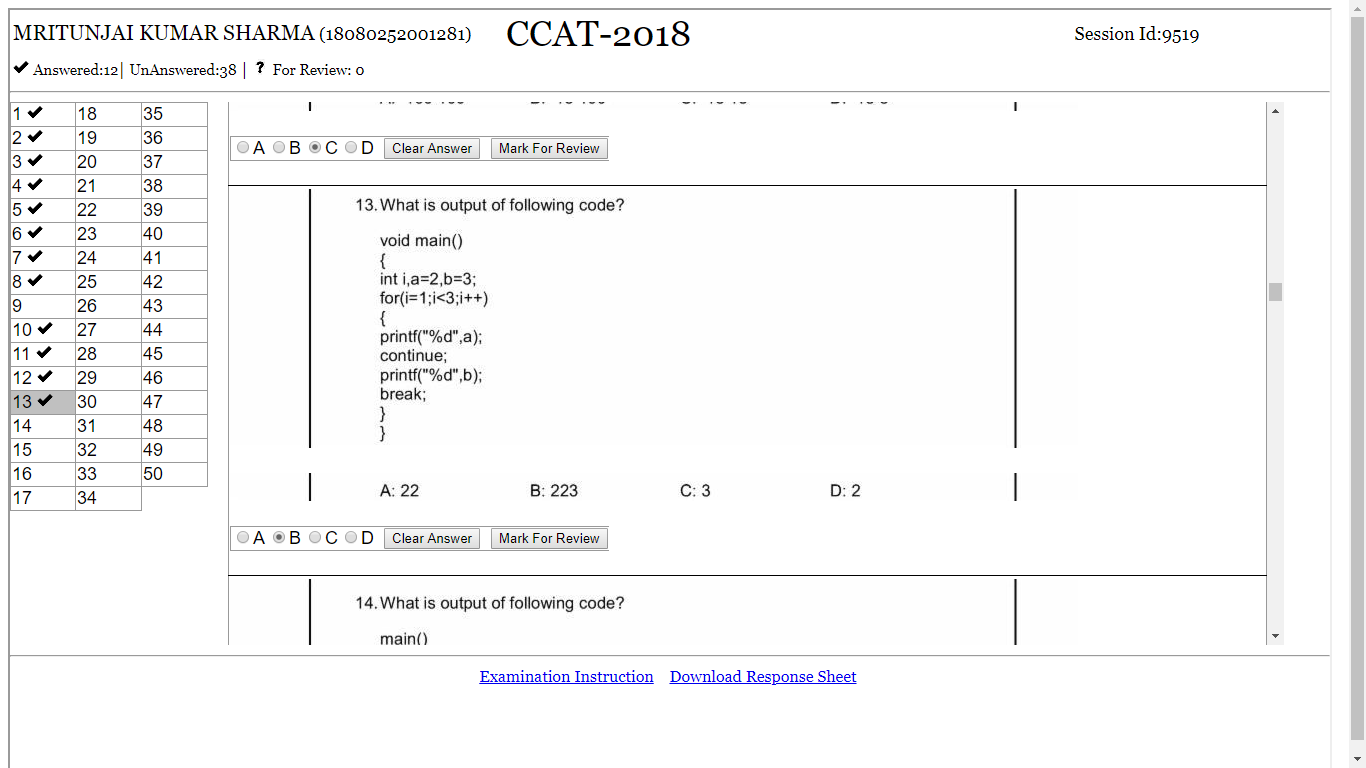 MRITUNJAI KUMAR SHARMA (18080252001281) CCAT-2018 Session Id:9519
Answered:12| UnAnswered:38 | ? For Review: 0
1 18 35
2 19 36
3 20 37
4 21 38
5 22 39
6 23 40
7 24 41
8 25 42
9 26 43
10 27 44
11 28 45
12 29 46
13 30 47
14 31 48
15 32 49
16 33 50
17 34
A B C D Clear Answer Mark For Review
13. What is output of following code?
void main()
{
int i,a=2,b=3;
for(i=1;i<3;i++)
{
printf("%d",a);
continue;
printf("%d",b);
break;
}
}
A: 22 B: 223 C: 3 D: 2
A B C D Clear Answer Mark For Review
14. What is output of following code?
main()
Examination Instruction Download Response Sheet